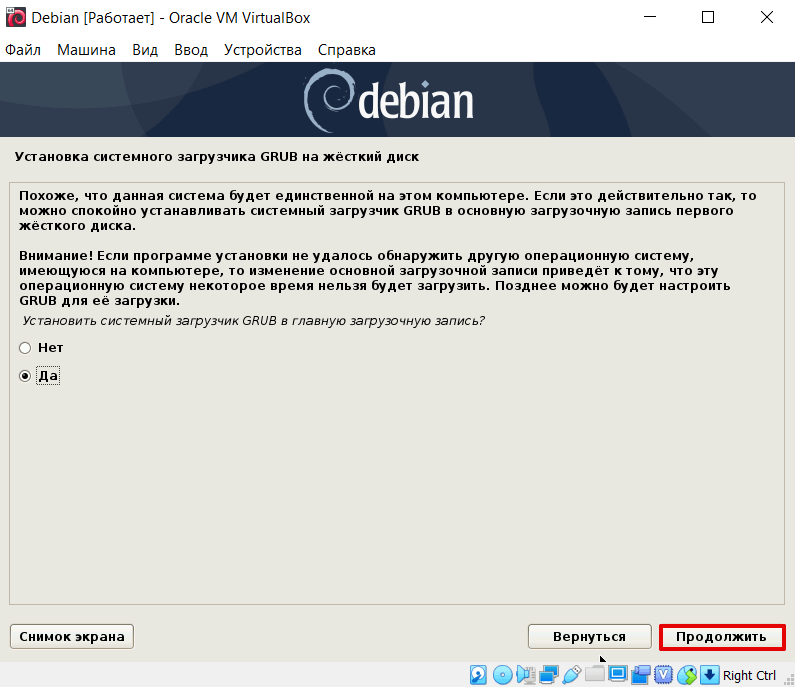 Debian [Работает] - Oracle VM VirtualBox
Файл Машина Вид Ввод Устройства Справка
debian
Установка системного загрузчика GRUB на жёсткий диск
Похоже, что данная система будет единственной на этом компьютере. Если это действительно так, то
можно спокойно устанавливать системный загрузчик GRUB в основную загрузочную запись первого
жёсткого диска.
Внимание! Если программе установки не удалось обнаружить другую операционную систему,
имеющуюся на компьютере, то изменение основной загрузочной записи приведёт к тому, что эту
операционную систему некоторое время нельзя будет загрузить. Позднее можно будет настроить
GRUB для её загрузки.
Установить системный загрузчик GRUB в главную загрузочную запись?
Нет
Да
Снимок экрана Вернуться Продолжить
Right Ctrl